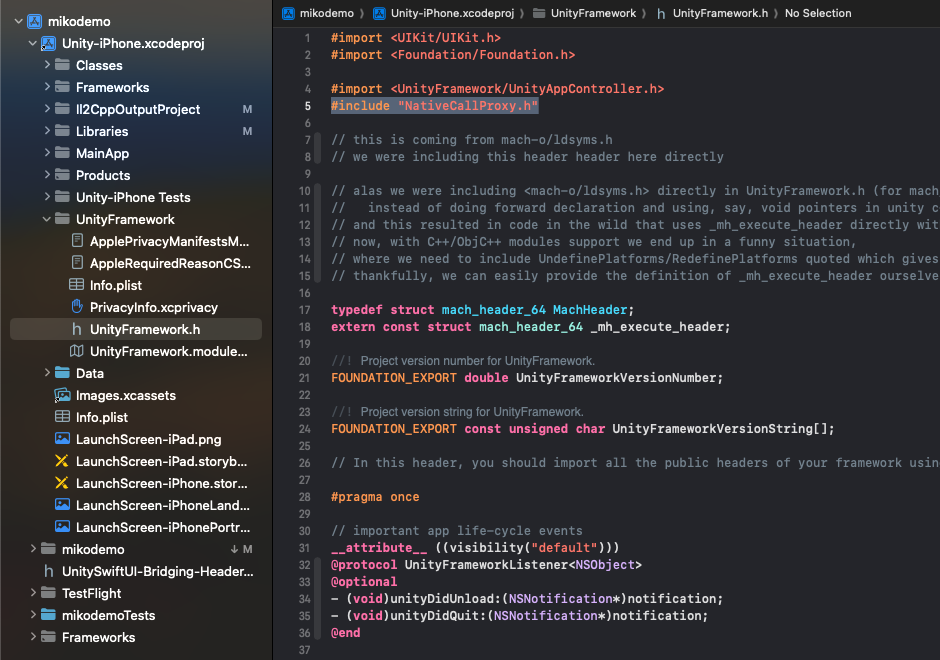 mikodemo
Unity-iPhone.xcodeproj
Classes
Frameworks
Il2CppOutputProject M
Libraries M
MainApp
Products
Unity-iPhone Tests
UnityFramework
ApplePrivacyManifestsM...
AppleRequiredReasonCS...
Info.plist
PrivacyInfo.xcprivacy
UnityFramework.h
UnityFramework.module...
Data
Images.xcassets
Info.plist
LaunchScreen-iPad.png
LaunchScreen-iPad.storyb...
LaunchScreen-iPhone.stor...
LaunchScreen-iPhoneLand...
LaunchScreen-iPhonePortr...
mikodemo M
UnitySwiftUI-Bridging-Header...
TestFlight
mikodemoTests
Frameworks
mikodemo 〉 Unity-iPhone.xcodeproj 〉 UnityFramework 〉 h UnityFramework.h 〉 No Selection
1 #import <UIKit/UIKit.h>
2 #import <Foundation/Foundation.h>
3
4 #import <UnityFramework/UnityAppController.h>
5 #include "NativeCallProxy.h"
6
7 // this is coming from mach-o/ldsyms.h
8 // we were including this header header here directly
9
10 // alas we were including <mach-o/ldsyms.h> directly in UnityFramework.h (for mach
11 //   instead of doing forward declaration and using, say, void pointers in unity c
12 // and this resulted in code in the wild that uses _mh_execute_header directly wit
13 // now, with C++/ObjC++ modules support we end up in a funny situation,
14 // where we need to include UndefinePlatforms/RedefinePlatforms quoted which gives
15 // thankfully, we can easily provide the definition of _mh_execute_header ourselve
16
17 typedef struct mach_header_64 MachHeader;
18 extern const struct mach_header_64 _mh_execute_header;
19
20 //! Project version number for UnityFramework.
21 FOUNDATION_EXPORT double UnityFrameworkVersionNumber;
22
23 //! Project version string for UnityFramework.
24 FOUNDATION_EXPORT const unsigned char UnityFrameworkVersionString[];
25
26 // In this header, you should import all the public headers of your framework usin
27
28 #pragma once
29
30 // important app life-cycle events
31 __attribute__ ((visibility("default")))
32 @protocol UnityFrameworkListener<NSObject>
33 @optional
34 - (void)unityDidUnload:(NSNotification*)notification;
35 - (void)unityDidQuit:(NSNotification*)notification;
36 @end
37